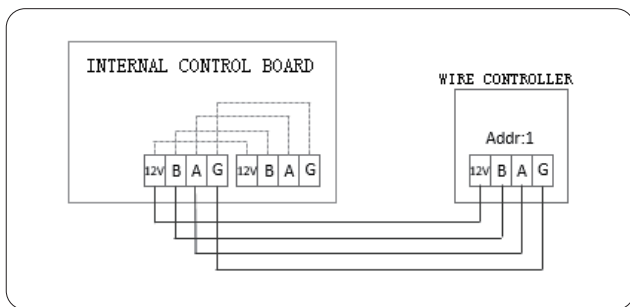 INTERNAL CONTROL BOARD
WIRE CONTROLLER
Addr:1
12V B A G 12V B A G
12V B A G